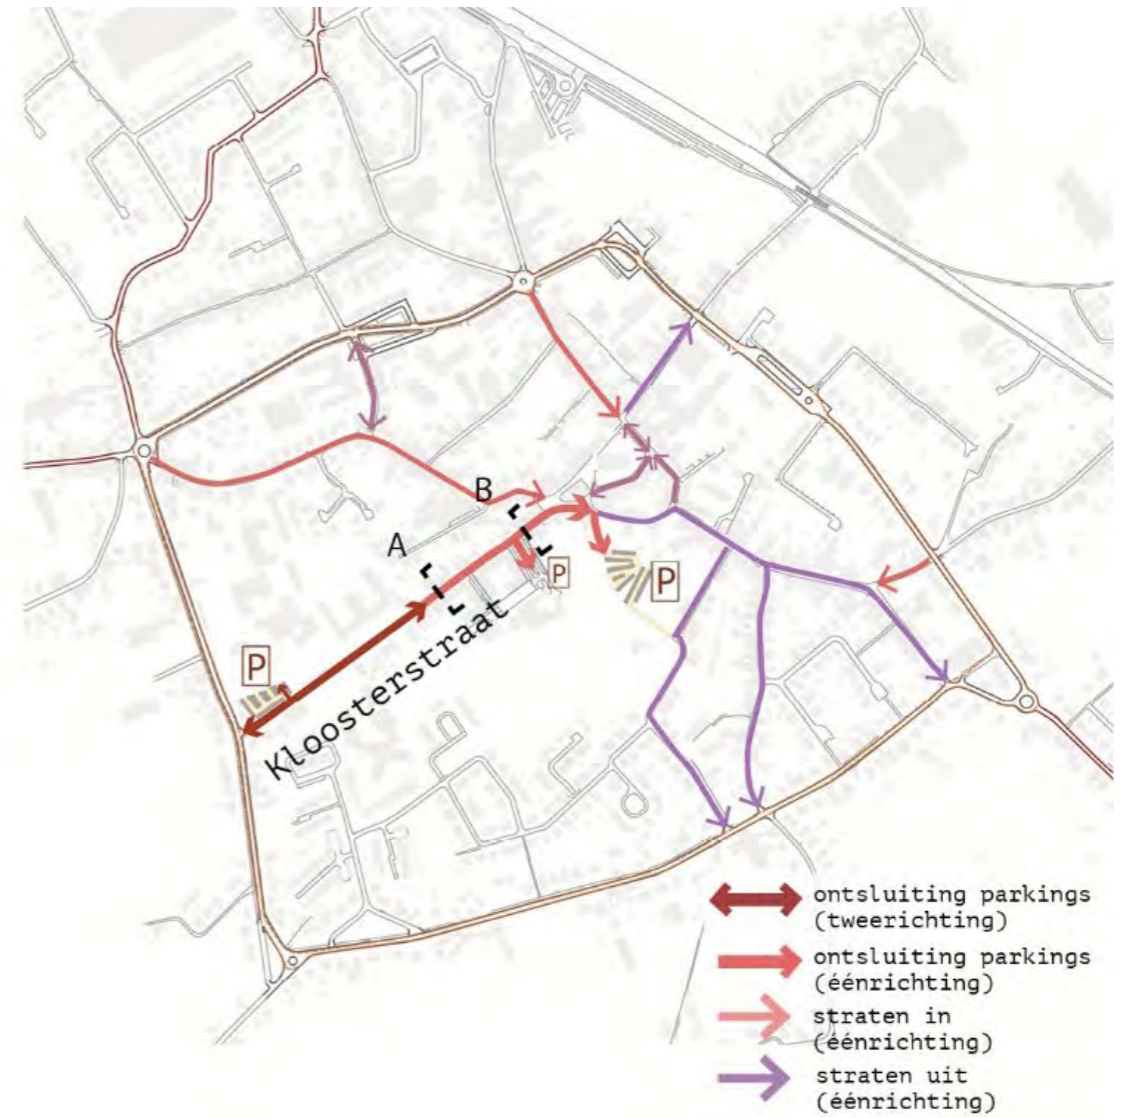 B
A
P
P
P
Kloosterstraat
ontsluiting parkings
(tweerichting)
ontsluiting parkings
(éénrichting)
straten in
(éénrichting)
straten uit
(éénrichting)